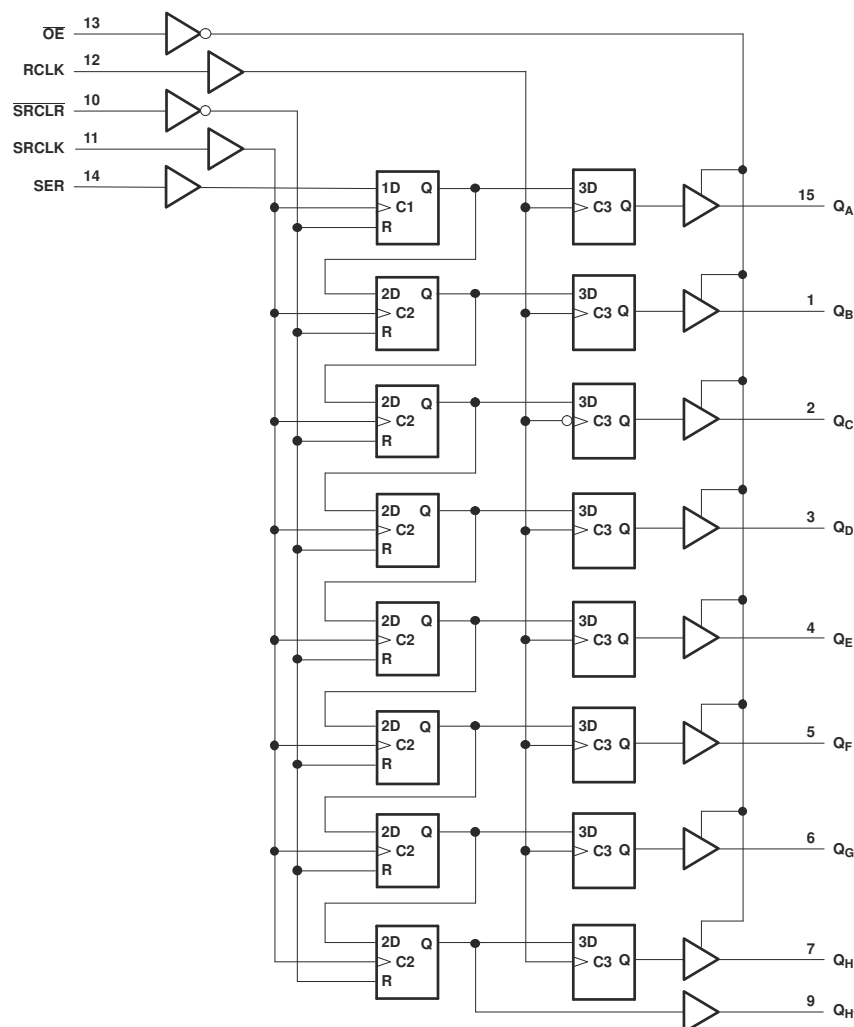 OE 13
RCLK 12
SRCLR 10
SRCLK 11
SER 14
1D Q 3D
C1 C3 Q 15 QA
R
2D Q 3D
C2 C3 Q 1 QB
R
2D Q 3D
C2 C3 Q 2 QC
R
2D Q 3D
C2 C3 Q 3 QD
R
2D Q 3D
C2 C3 Q 4 QE
R
2D Q 3D
C2 C3 Q 5 QF
R
2D Q 3D
C2 C3 Q 6 QG
R
2D Q 3D
C2 C3 Q 7 QH
R
9 QH